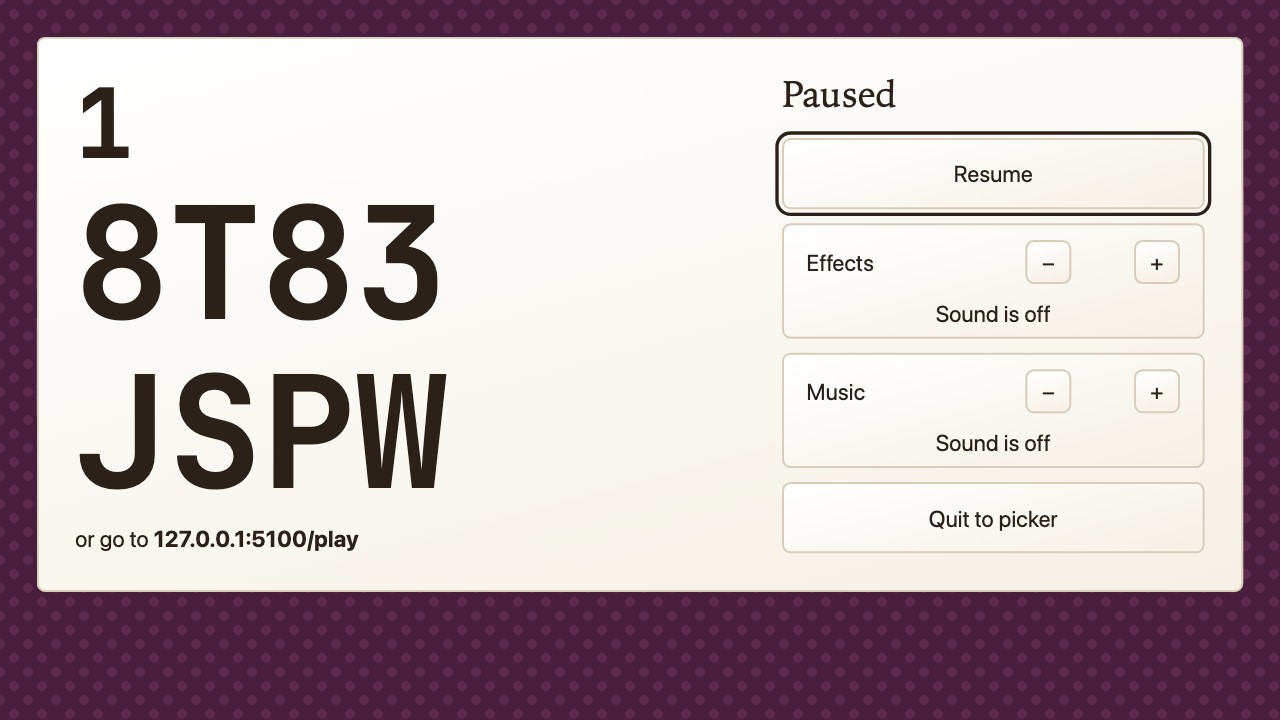 1
8T83
JSPW
or go to 127.0.0.1:5100/play
Paused
Resume
Effects
−
+
Sound is off
Music
−
+
Sound is off
Quit to picker